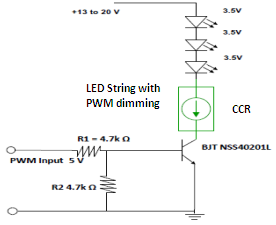 +13 to 20 V
3.5V
3.5V
3.5V
LED String with
PWM dimming
CCR
R1 = 4.7k Ω
BJT NSS40201L
PWM Input 5 V
R2 4.7k Ω